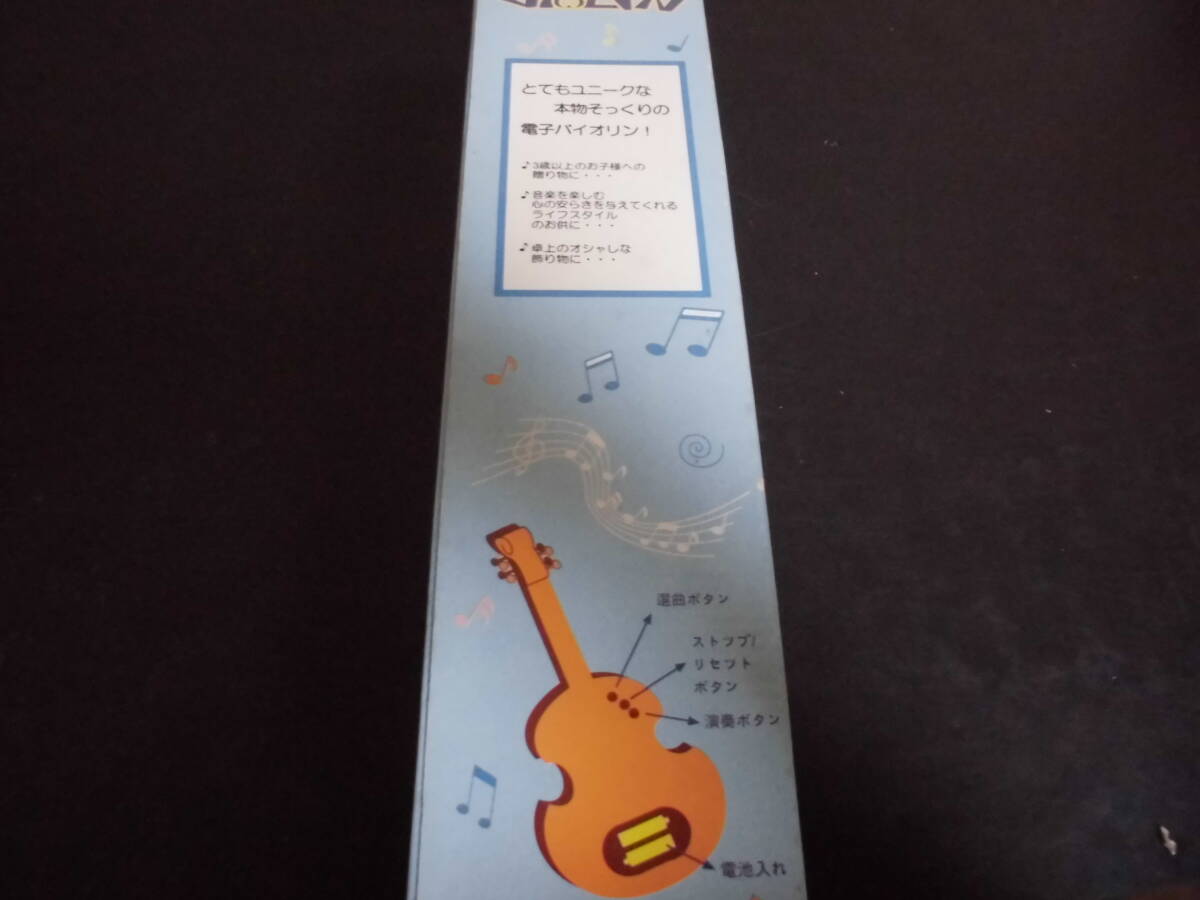 とてもユニークな
本物そっくりの
電子バイオリン!
♪3歳以上のお子様への
贈り物に・・・
♪音楽を楽しむ
心の安らぎを与えてくれる
ライフスタイル
のお供に・・・
♪卓上のオシャレな
飾り物に・・・
選曲ボタン
ストップ/
リセット
ボタン
演奏ボタン
電池入れ